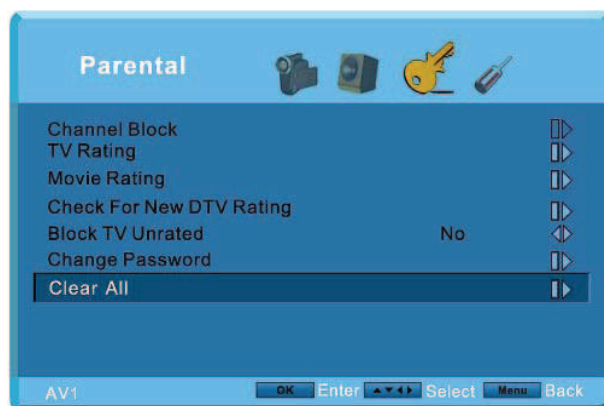 Parental
Channel Block
TV Rating
Movie Rating
Check For New DTV Rating
Block TV Unrated No
Change Password
Clear All
AV1 OK Enter Select Menu Back